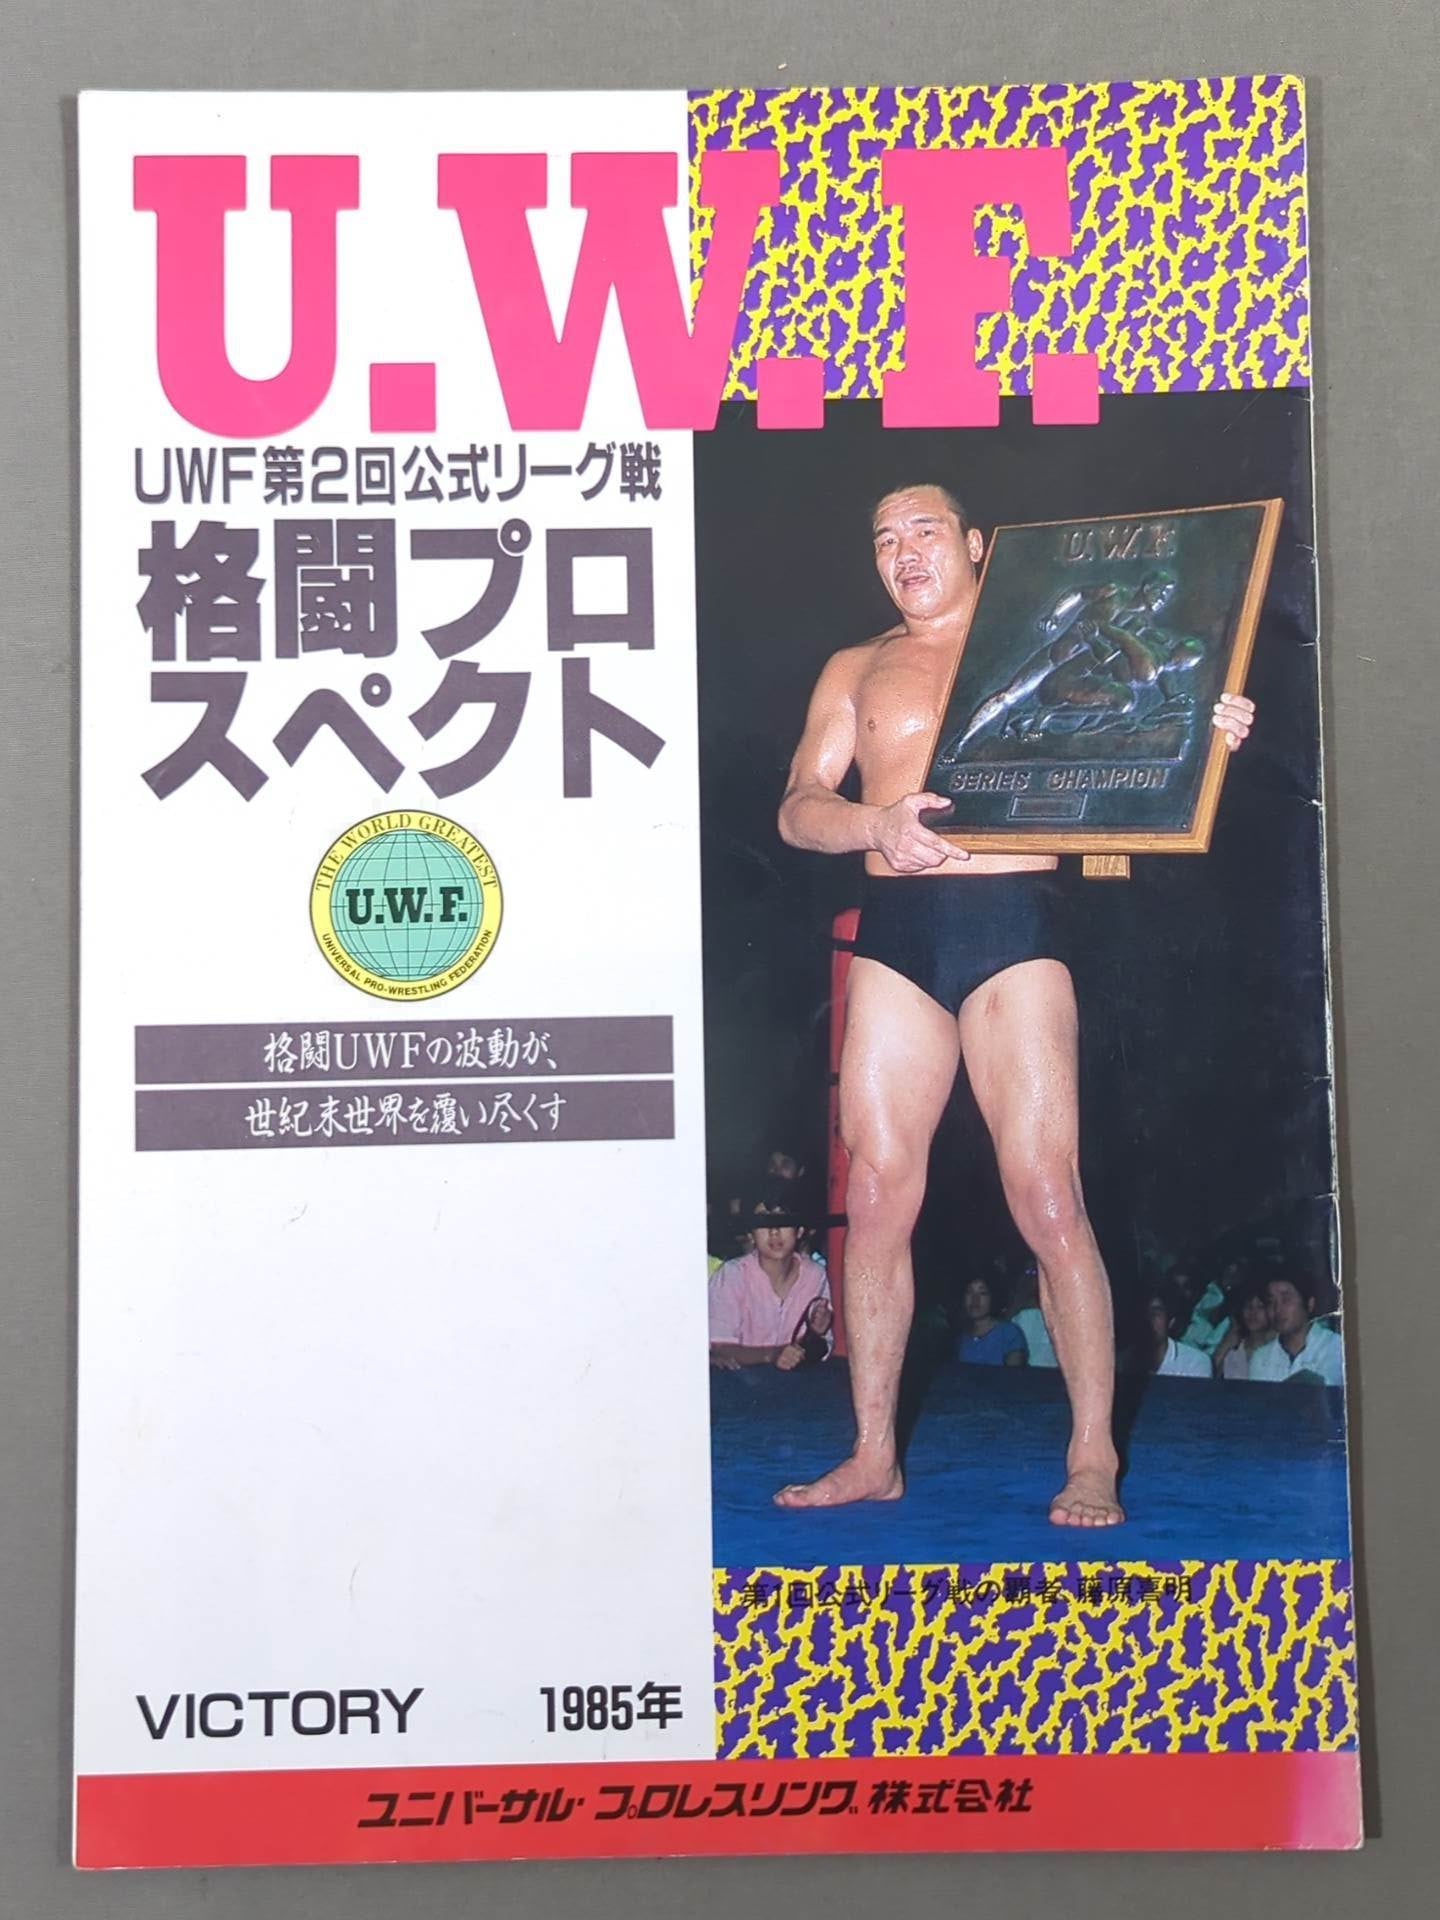 U.W.F.
UWF第2回公式リーグ戦
格闘プロ
スペクト
U.W.F.
SERIES CHAMPION
THE WORLD GREATEST
U.W.F.
UNIVERSAL PRO-WRESTLING FEDERATION
格闘UWFの波動が、
世紀末世界を覆い尽くす
第1回公式リーグ戦の覇者、藤原喜明
VICTORY 1985年
ユニバーサル・プロレスリング株式会社